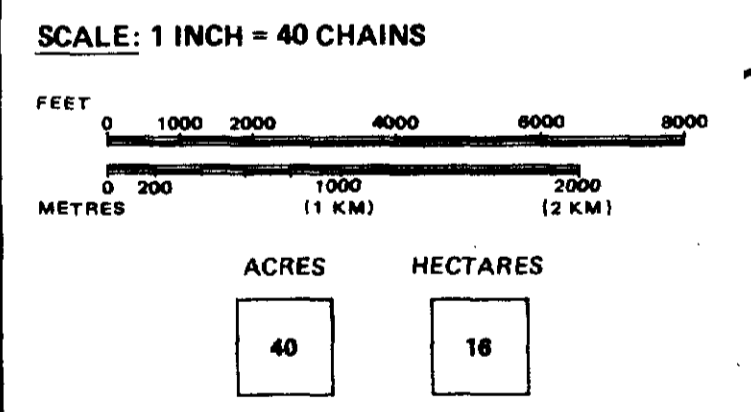 SCALE: 1 INCH = 40 CHAINS
FEET
0 1000 2000 4000 6000 8000
0 200 1000 2000
METRES (1 KM) (2 KM)
ACRES HECTARES
40 16